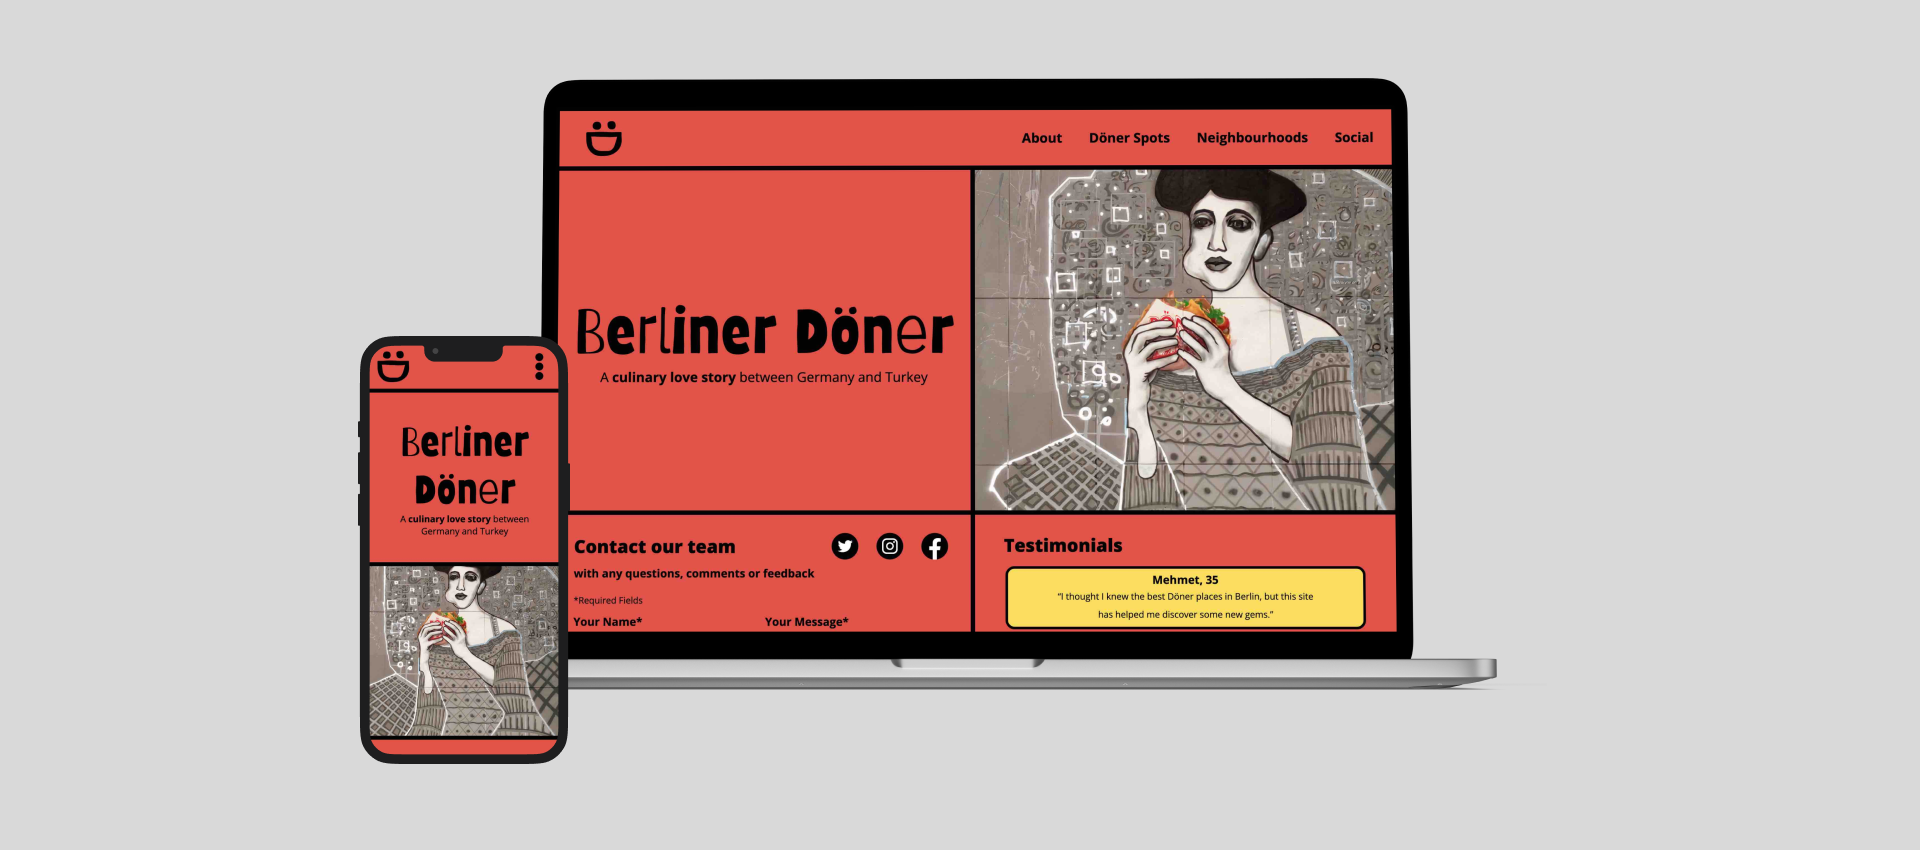 About Döner Spots Neighbourhoods Social
Berliner Döner
A culinary love story between Germany and Turkey
Contact our team
with any questions, comments or feedback
*Required Fields
Your Name*
Your Message*
Testimonials
Mehmet, 35
“I thought I knew the best Döner places in Berlin, but this site
has helped me discover some new gems.”
Berliner
Döner
A culinary love story between
Germany and Turkey